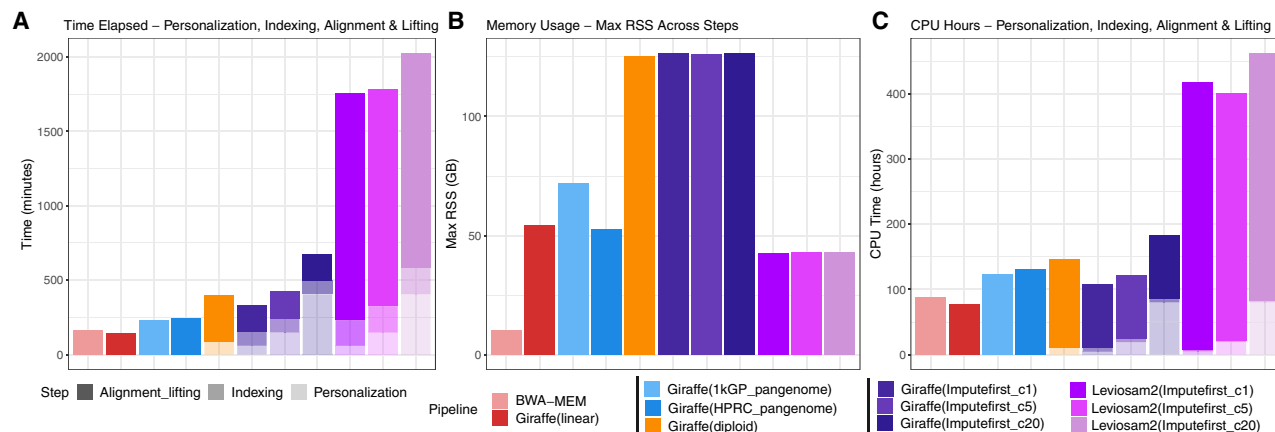 A
Time Elapsed – Personalization, Indexing, Alignment & Lifting
Time (minutes)
2000
1500
1000
500
0
B
Memory Usage – Max RSS Across Steps
Max RSS (GB)
100
50
0
C
CPU Hours – Personalization, Indexing, Alignment & Lifting
CPU Time (hours)
400
300
200
100
0
Step
Alignment_lifting
Indexing
Personalization
Pipeline
BWA−MEM
Giraffe(linear)
Giraffe(1kGP_pangenome)
Giraffe(HPRC_pangenome)
Giraffe(diploid)
Giraffe(Imputefirst_c1)
Giraffe(Imputefirst_c5)
Giraffe(Imputefirst_c20)
Leviosam2(Imputefirst_c1)
Leviosam2(Imputefirst_c5)
Leviosam2(Imputefirst_c20)